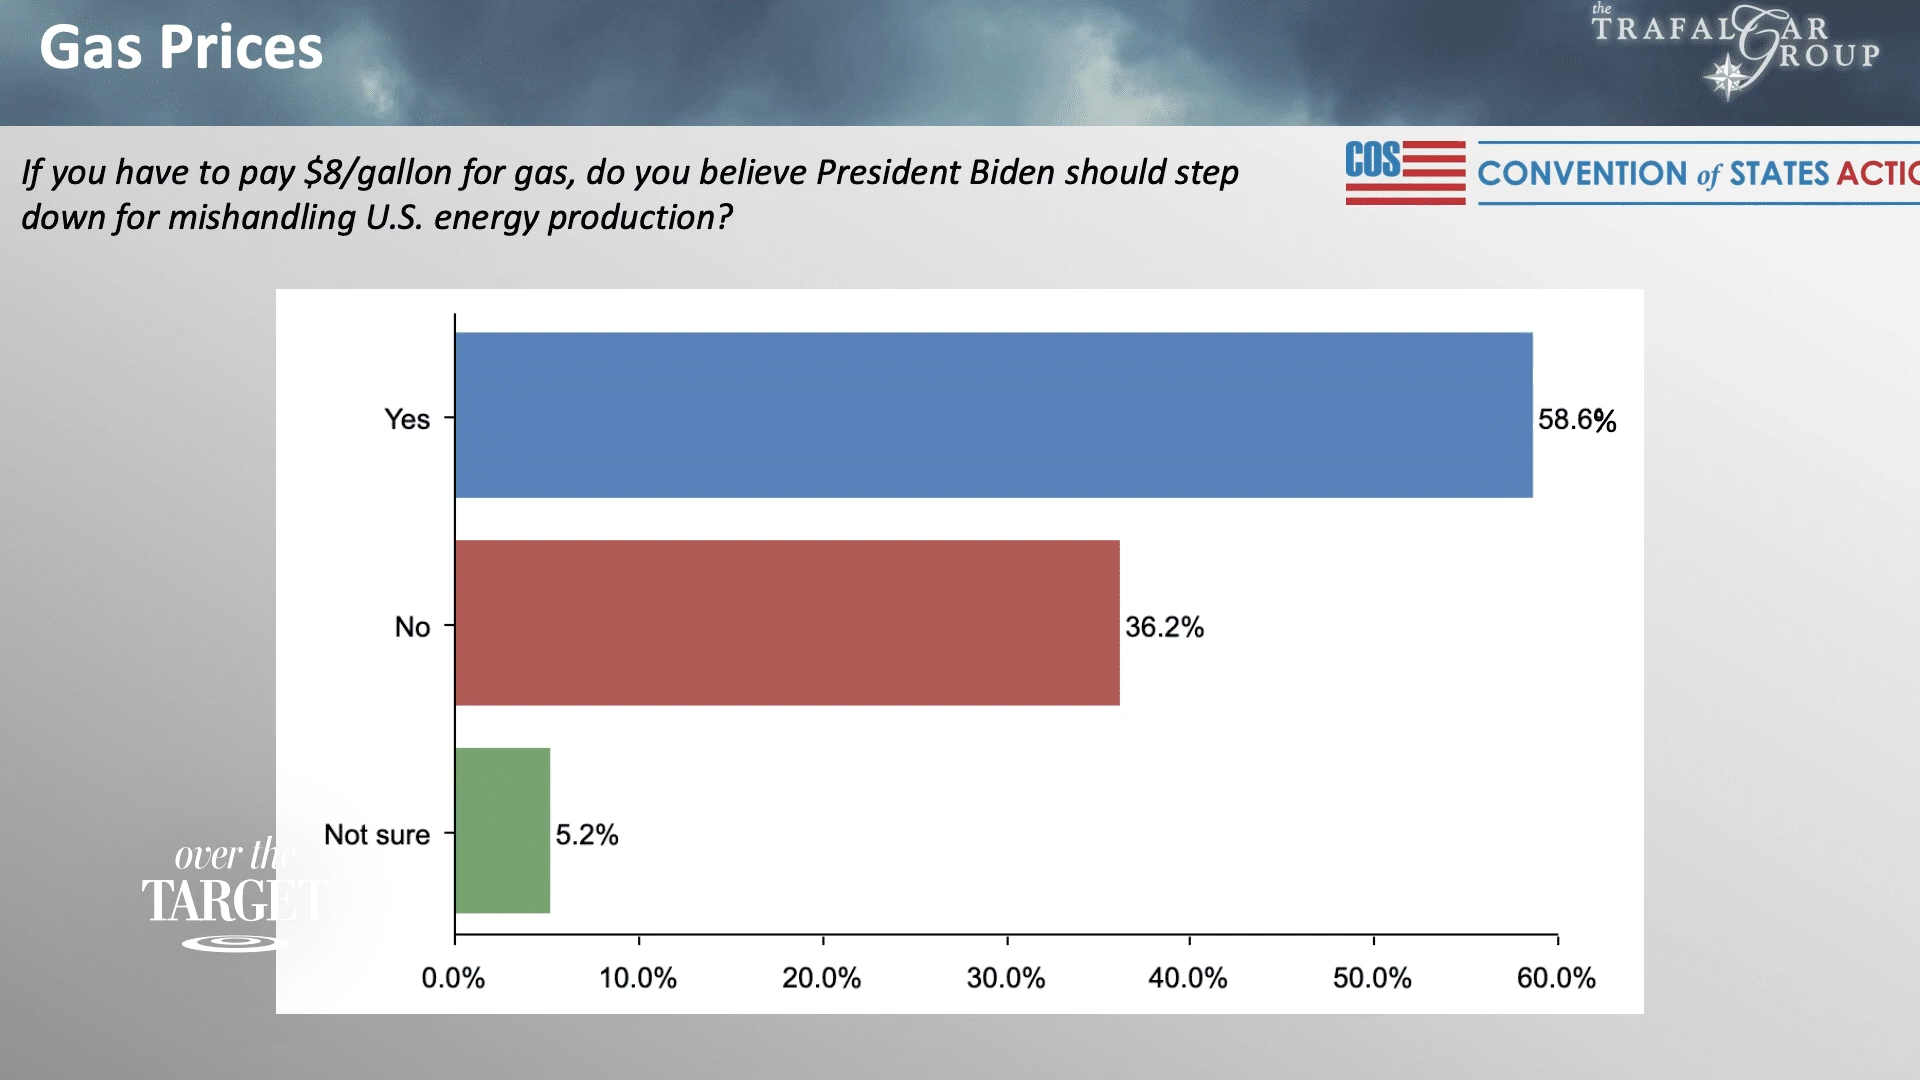 Gas Prices
the
TRAFALGAR
GROUP
If you have to pay $8/gallon for gas, do you believe President Biden should step
down for mishandling U.S. energy production?
COS
CONVENTION of STATES ACTIO
Yes
58.6%
No
36.2%
Not sure
5.2%
over the
TARGET
0.0% 10.0% 20.0% 30.0% 40.0% 50.0% 60.0%